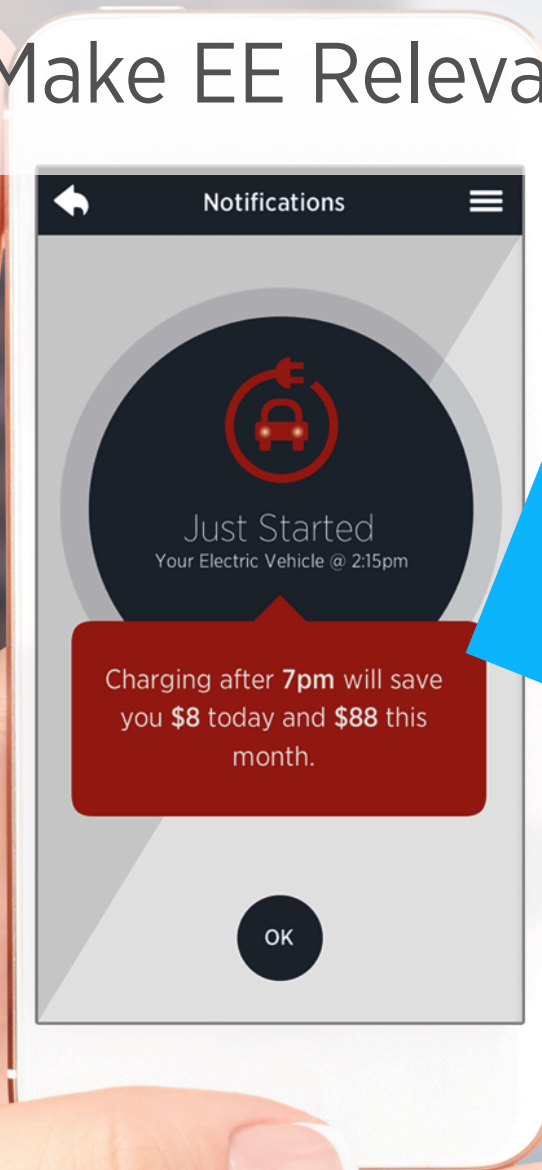 Make EE Releva
Notifications
Just Started
Your Electric Vehicle @ 2:15pm
Charging after 7pm will save
you $8 today and $88 this
month.
OK